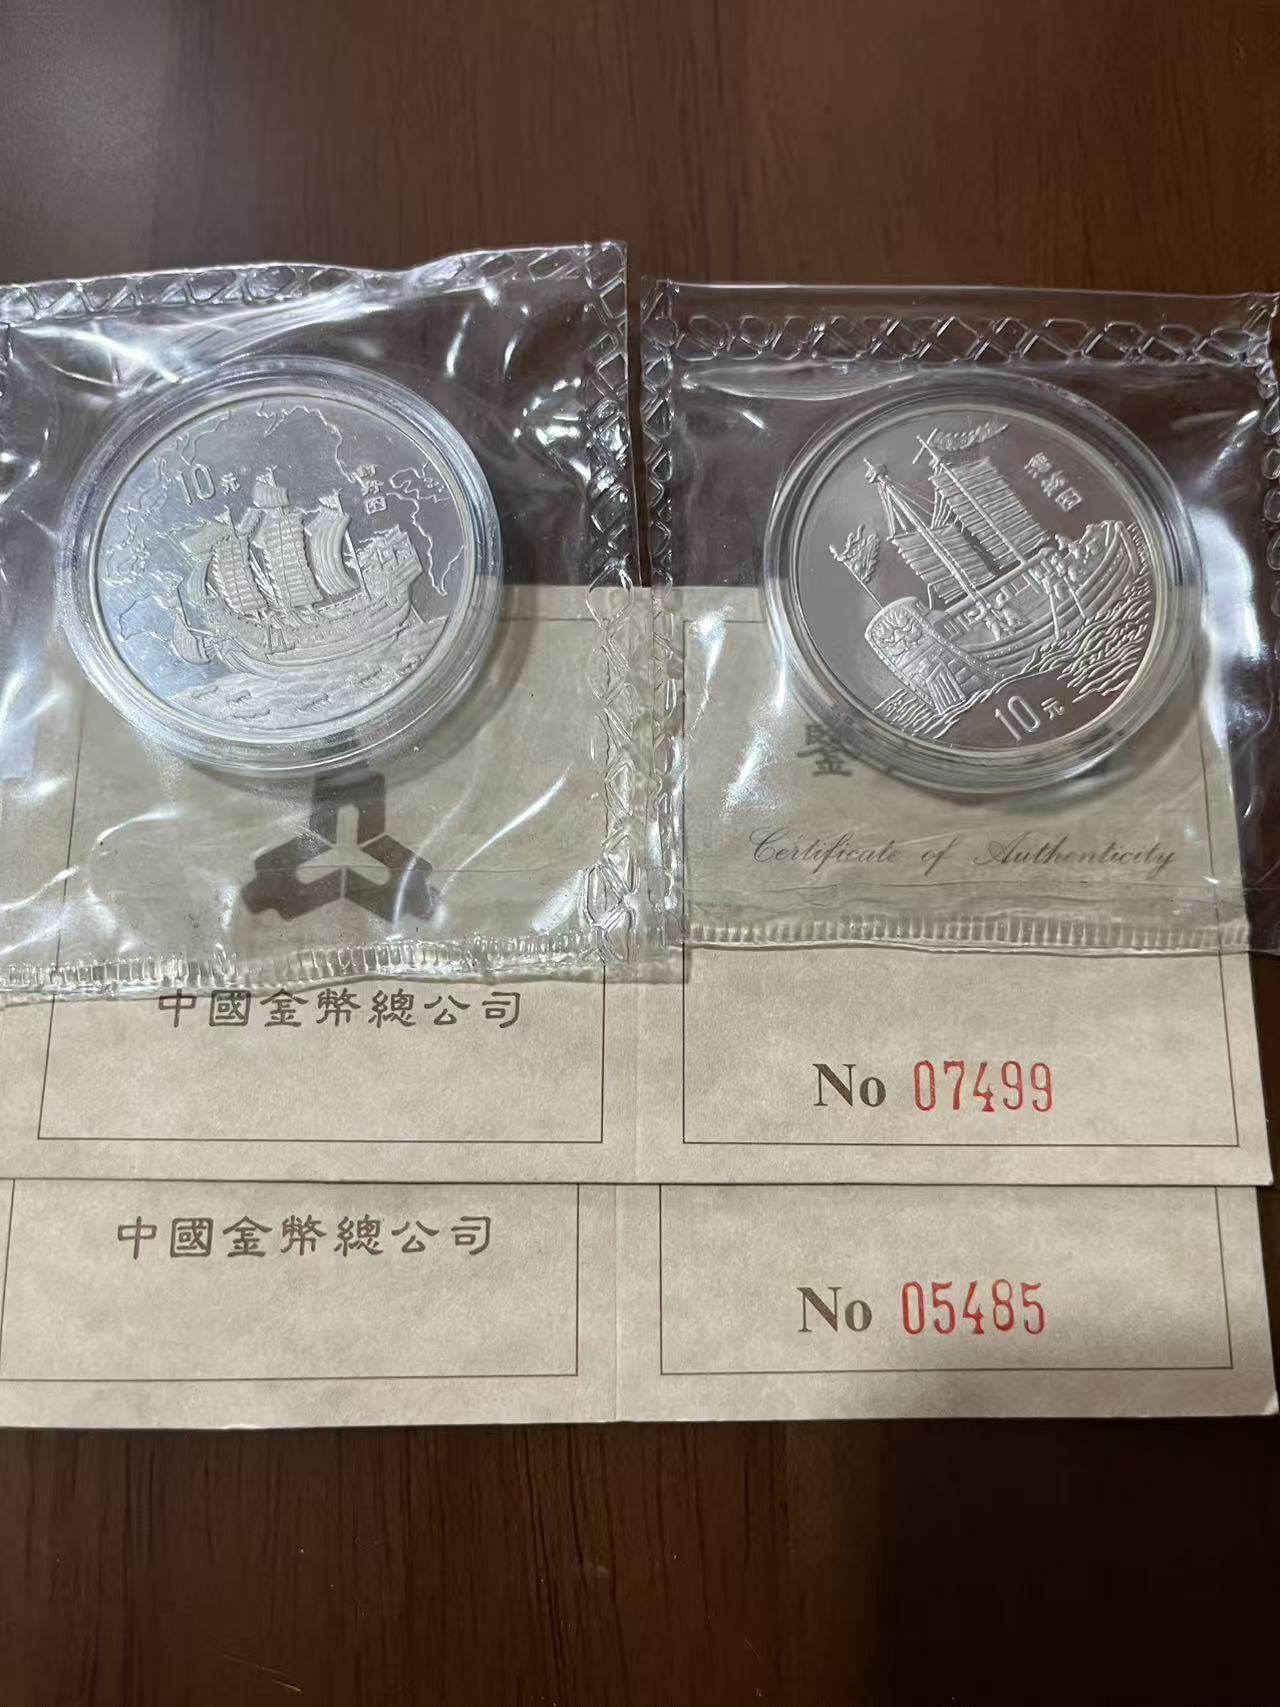 10元
10元
鑒
Certificate of Authenticity
中國金幣總公司
No 07499
中國金幣總公司
No 05485